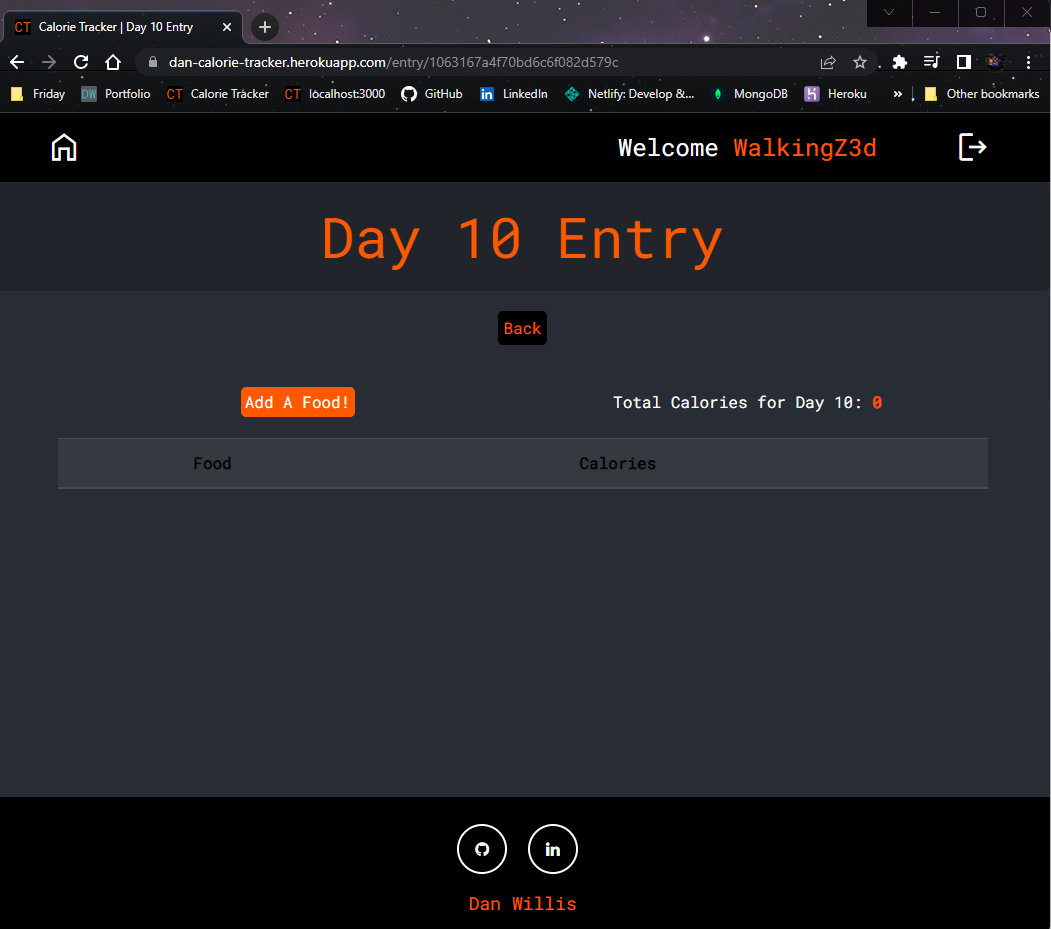 CT Calorie Tracker | Day 10 Entry
dan-calorie-tracker.herokuapp.com/entry/1063167a4f70bd6c6f082d579c
Friday DW Portfolio CT Calorie Tracker CT localhost:3000 GitHub in LinkedIn Netlify: Develop &... MongoDB Heroku » Other bookmarks
Welcome WalkingZ3d
Day 10 Entry
Back
Add A Food! Total Calories for Day 10: 0
Food Calories
in
Dan Willis